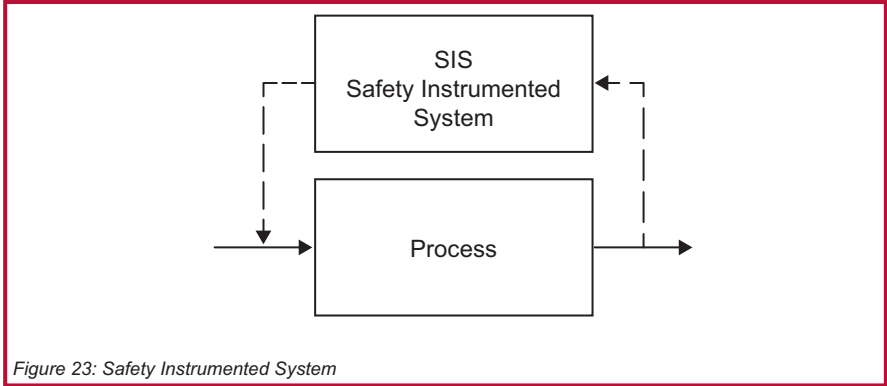 SIS
Safety Instrumented
System
Process
Figure 23: Safety Instrumented System